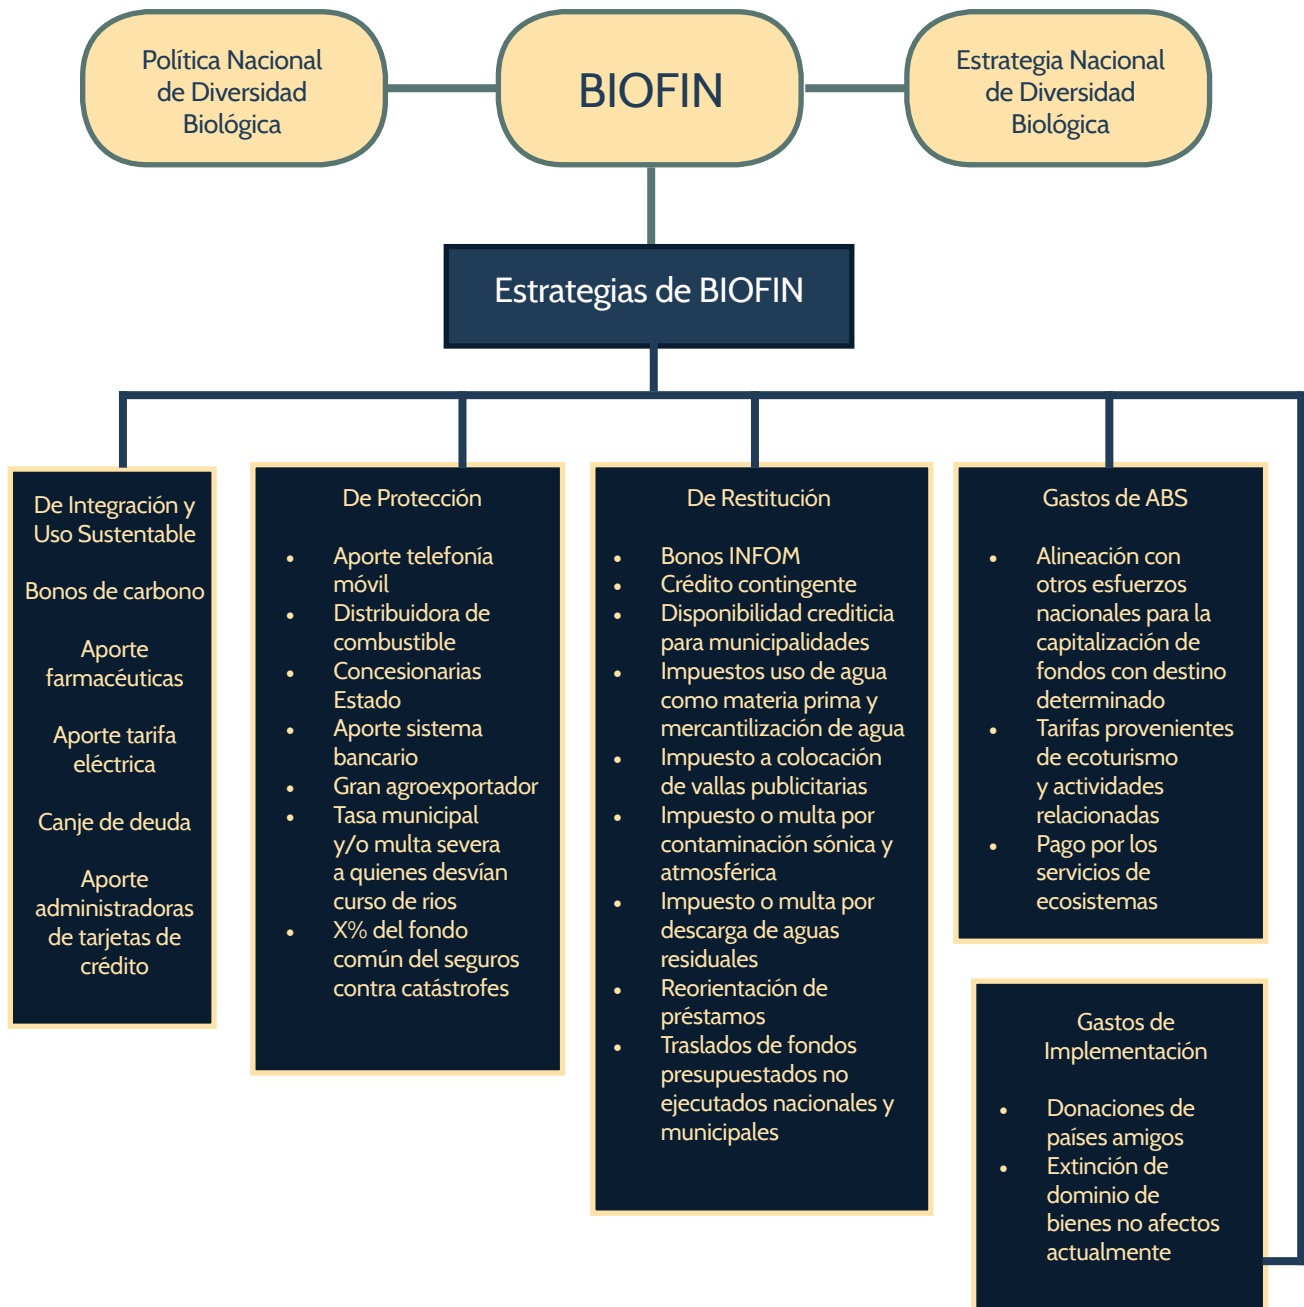 Política Nacional
de Diversidad
Biológica
BIOFIN
Estrategia Nacional
de Diversidad
Biológica
Estrategias de BIOFIN
De Integración y
Uso Sustentable
Bonos de carbono
Aporte
farmacéuticas
Aporte tarifa
eléctrica
Canje de deuda
Aporte
administradoras
de tarjetas de
crédito
De Protección
• Aporte telefonía
móvil
• Distribuidora de
combustible
• Concesionarias
Estado
• Aporte sistema
bancario
• Gran agroexportador
• Tasa municipal
y/o multa severa
a quienes desvían
curso de rios
• X% del fondo
común del seguros
contra catástrofes
De Restitución
• Bonos INFOM
• Crédito contingente
• Disponibilidad crediticia
para municipalidades
• Impuestos uso de agua
como materia prima y
mercantilización de agua
• Impuesto a colocación
de vallas publicitarias
• Impuesto o multa por
contaminación sónica y
atmosférica
• Impuesto o multa por
descarga de aguas
residuales
• Reorientación de
préstamos
• Traslados de fondos
presupuestados no
ejecutados nacionales y
municipales
Gastos de ABS
• Alineación con
otros esfuerzos
nacionales para la
capitalización de
fondos con destino
determinado
• Tarifas provenientes
de ecoturismo
y actividades
relacionadas
• Pago por los
servicios de
ecosistemas
Gastos de
Implementación
• Donaciones de
países amigos
• Extinción de
dominio de
bienes no afectos
actualmente